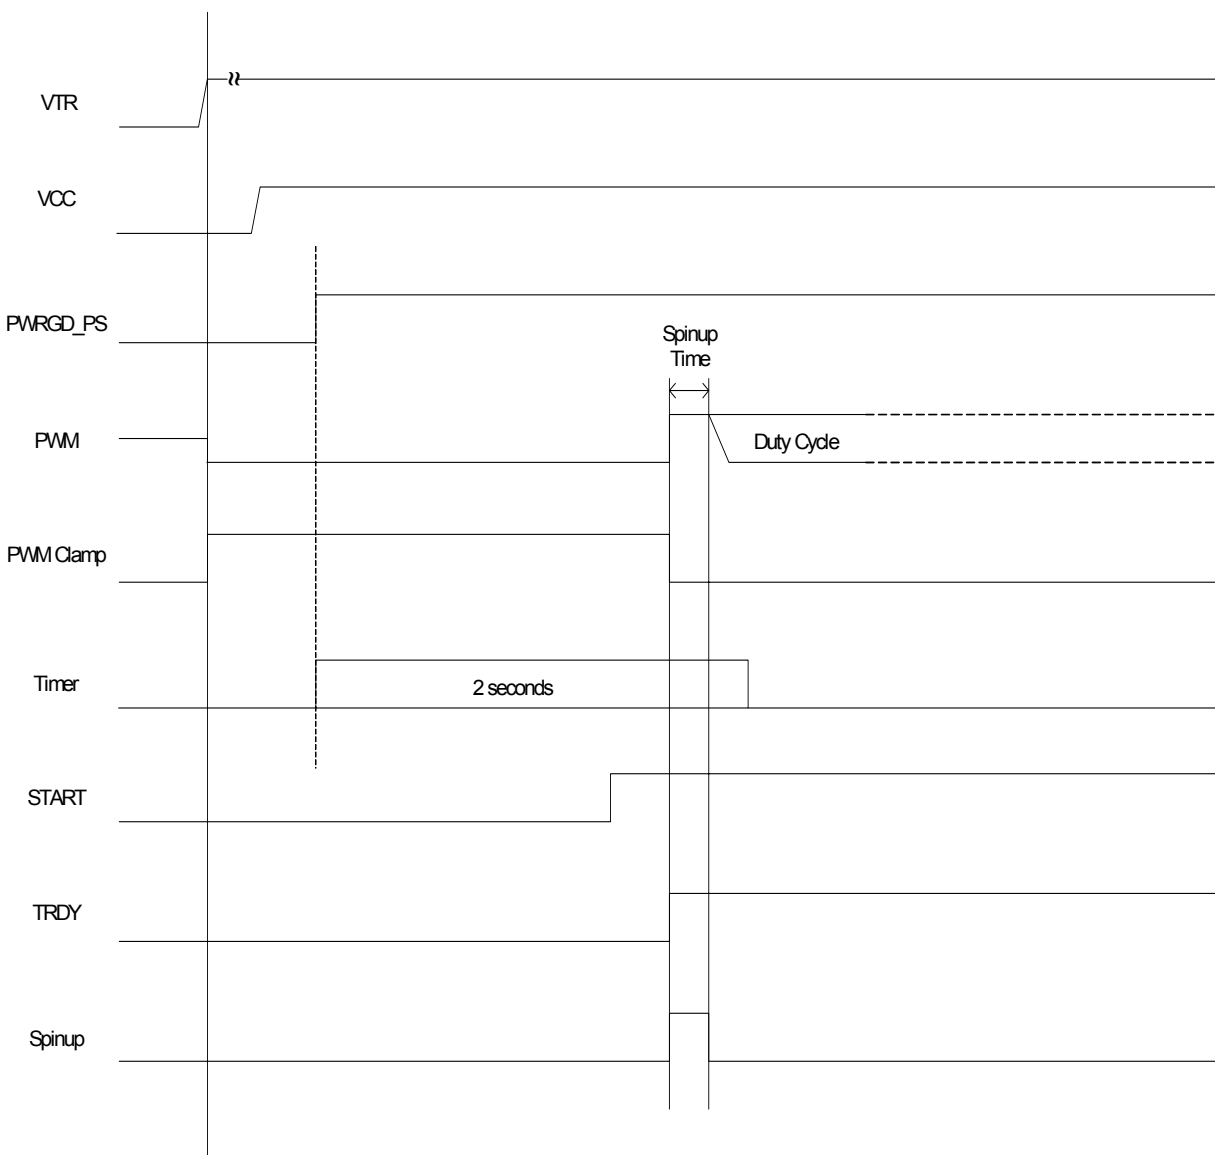 VTR
VCC
PWRGD_PS
Spinup
Time
PWM
Duty Cycle
PWM Clamp
Timer
2 seconds
START
TRDY
Spinup